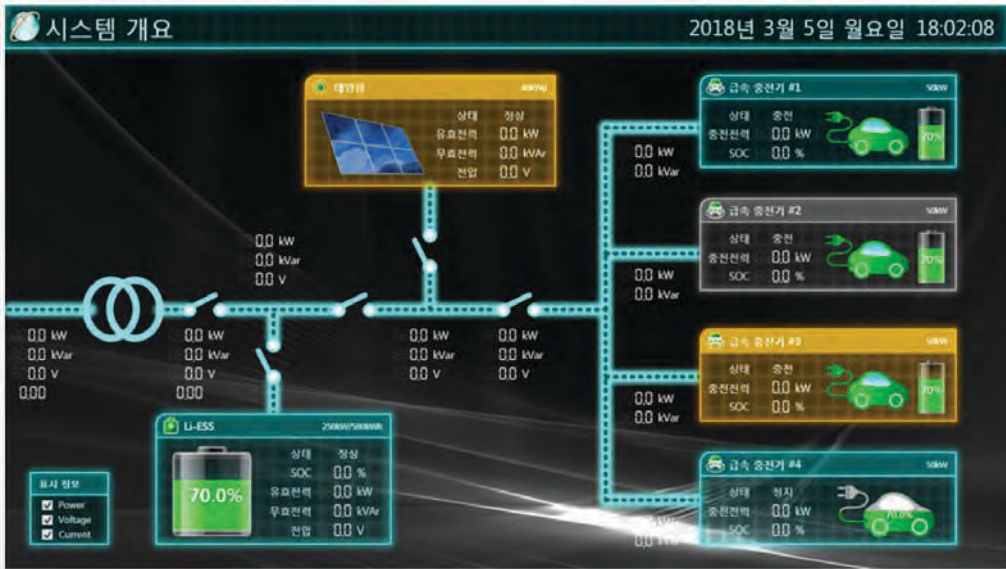 시스템 개요
2018년 3월 5일 월요일 18:02:08
태양광
상태 정상
유효전력 0.0 kW
무효전력 0.0 kVAr
전압 0.0 V
급속 충전기 #1 50kW
상태 충전
충전전력 0.0 kW
SOC 0.0 %
70%
0.0 kW
0.0 kVar
급속 충전기 #2 50kW
상태 충전
충전전력 0.0 kW
SOC 0.0 %
70%
0.0 kW
0.0 kVar
0.0 kW
0.0 kVar
0.0 V
0.0 kW
0.0 kVar
0.0 V
0.00
0.0 kW
0.0 kVar
0.0 V
0.00
0.0 kW
0.0 kVar
0.0 V
0.0 kW
0.0 kVar
0.0 V
급속 충전기 #3 50kW
상태 충전
충전전력 0.0 kW
SOC 0.0 %
70%
0.0 kW
0.0 kVar
Li-ESS 250kW/500kWh
70.0%
상태 정상
SOC 0.0 %
유효전력 0.0 kW
무효전력 0.0 kVAr
전압 0.0 V
급속 충전기 #4 50kW
상태 정지
충전전력 0.0 kW
SOC 0.0 %
70.0%
0.0 kVar
표시 정보
Power
Voltage
Current